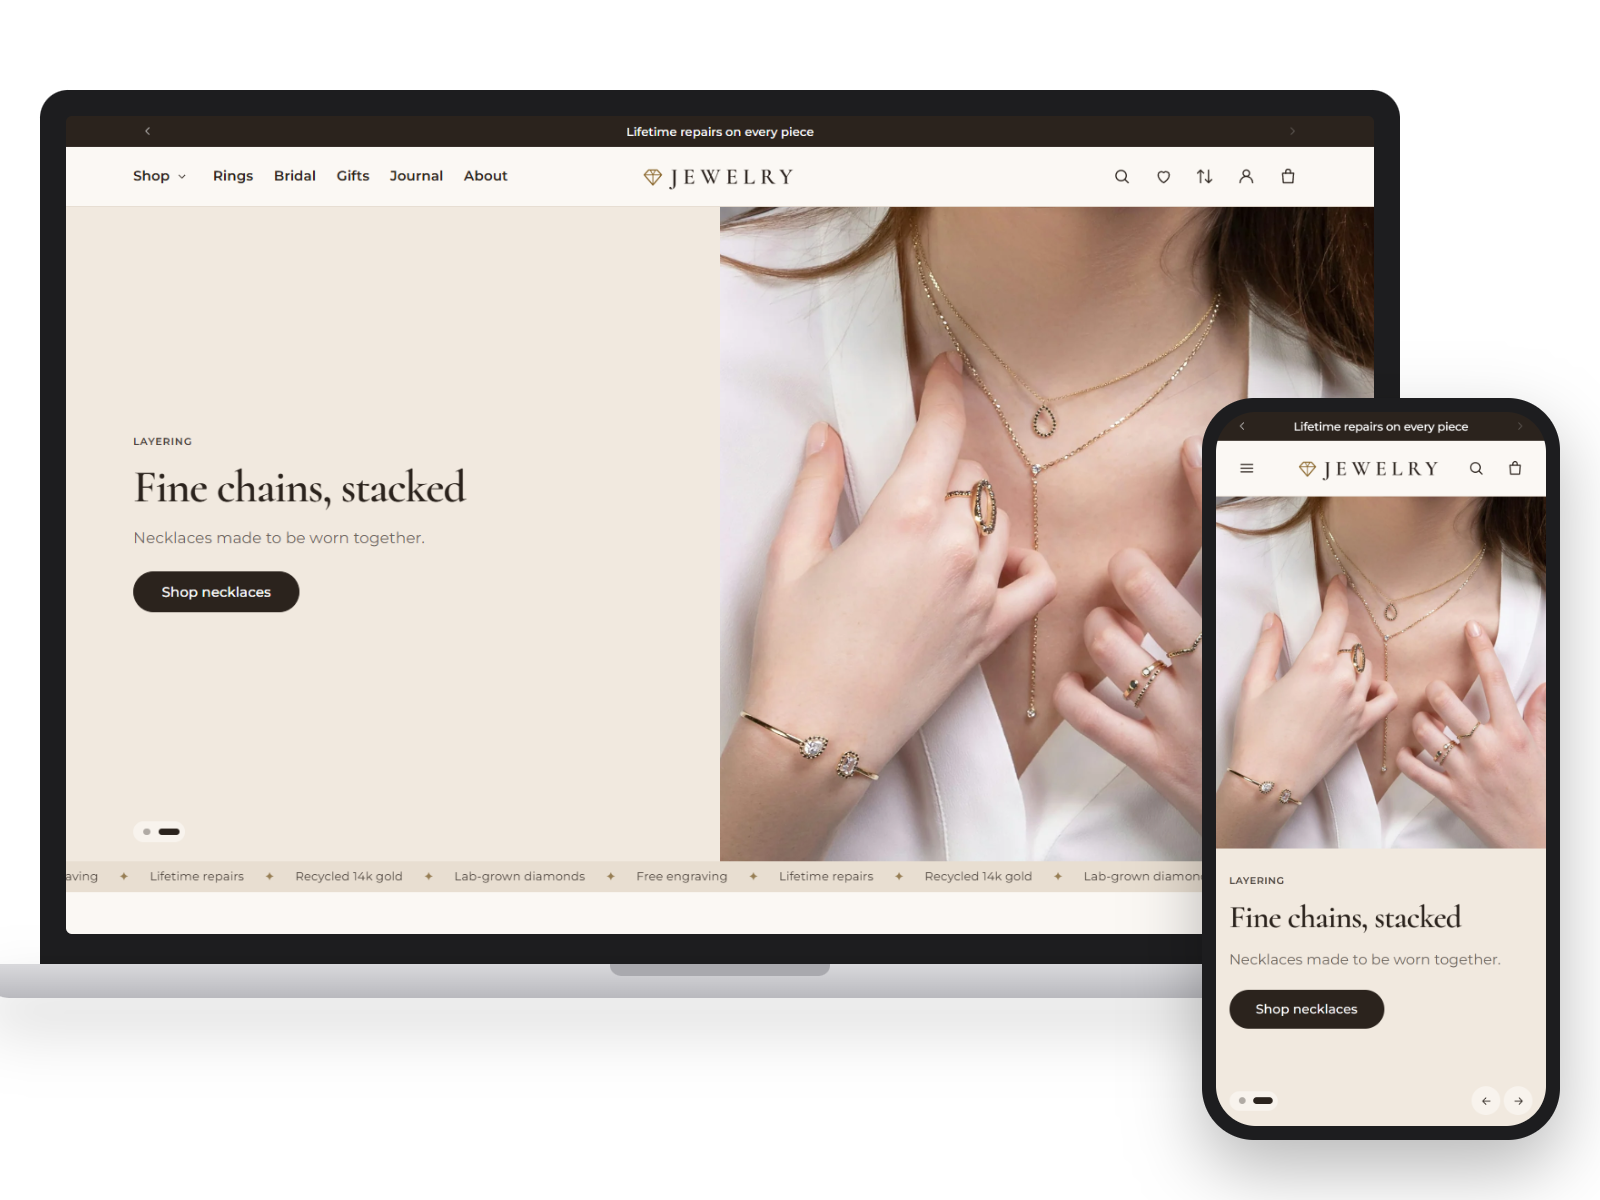 Lifetime repairs on every piece
Shop Rings Bridal Gifts Journal About
JEWELRY
LAYERING
Fine chains, stacked
Necklaces made to be worn together.
Shop necklaces
aving ✦ Lifetime repairs ✦ Recycled 14k gold ✦ Lab-grown diamonds ✦ Free engraving ✦ Lifetime repairs ✦ Recycled 14k gold ✦ Lab-grown diamon
Lifetime repairs on every piece
JEWELRY
LAYERING
Fine chains, stacked
Necklaces made to be worn together.
Shop necklaces